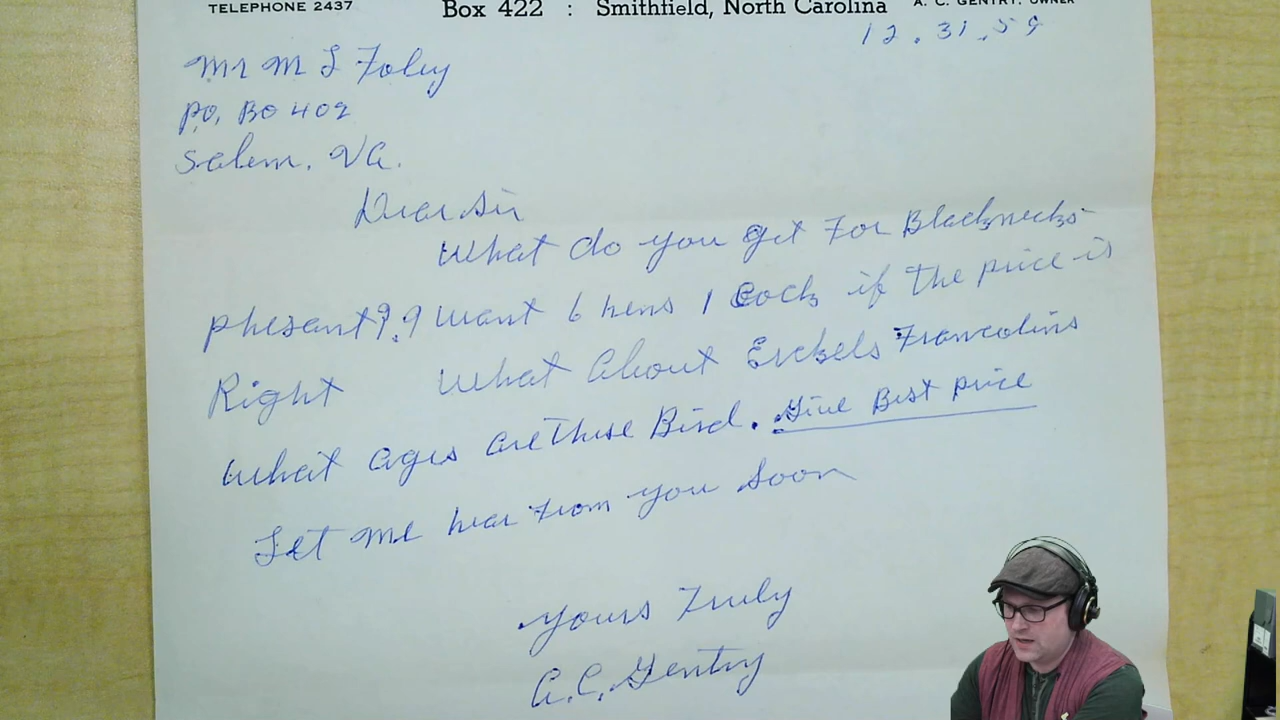 TELEPHONE 2437 Box 422 : Smithfield, North Carolina A. C. GENTRY, OWNER
12.31.59
Mr M L Foley
P.O. Bo 402
Salem. VA.
Dear Sir
What do you get For Blacknecks
phesant?. ? want 6 hens 1 Cock if the price is
Right What About Erckels Francolins
What ages are these Bird. Give Best price
Let Me hear From you Soon
yours Truly
A.C. Gentry